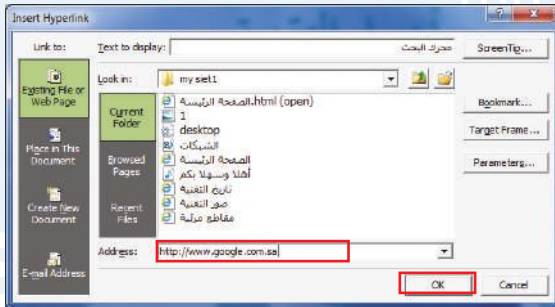 Insert Hyperlink
Link to:
Text to display:
محرك البحث
ScreenTip...
Existing File or Web Page
Look in:
my siet1
Bookmark...
Current Folder
الصفحة الرئيسة.html (open)
1
desktop
الشبكات
الصفحة الرئيسة
أهلا وسهلا بكم
تاريخ التقنية
صور التقنية
مقاطع مرئية
Target Frame...
Place in This Document
Browsed Pages
Parameters...
Create New Document
Recent Files
E-mail Address
Address:
http://www.google.com.sa
OK
Cancel